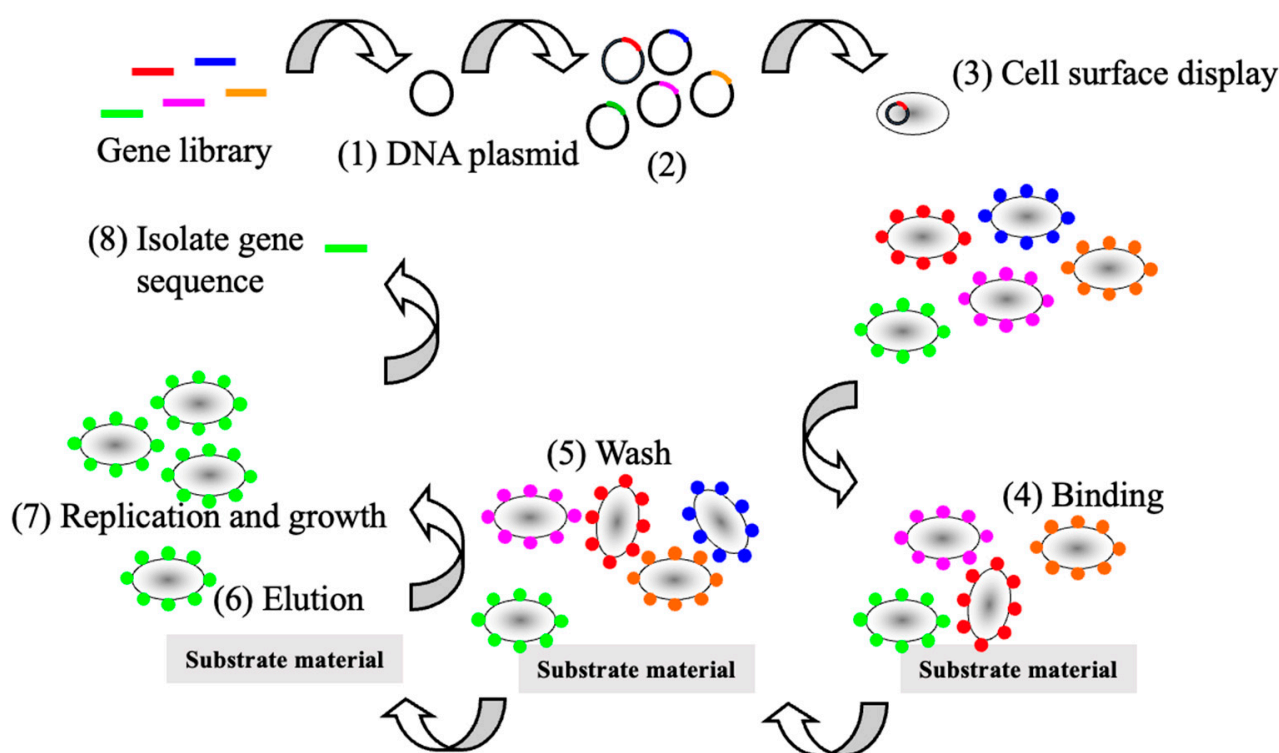 Gene library
(1) DNA plasmid
(2)
(3) Cell surface display
(8) Isolate gene
sequence
(5) Wash
(4) Binding
(7) Replication and growth
(6) Elution
Substrate material
Substrate material
Substrate material